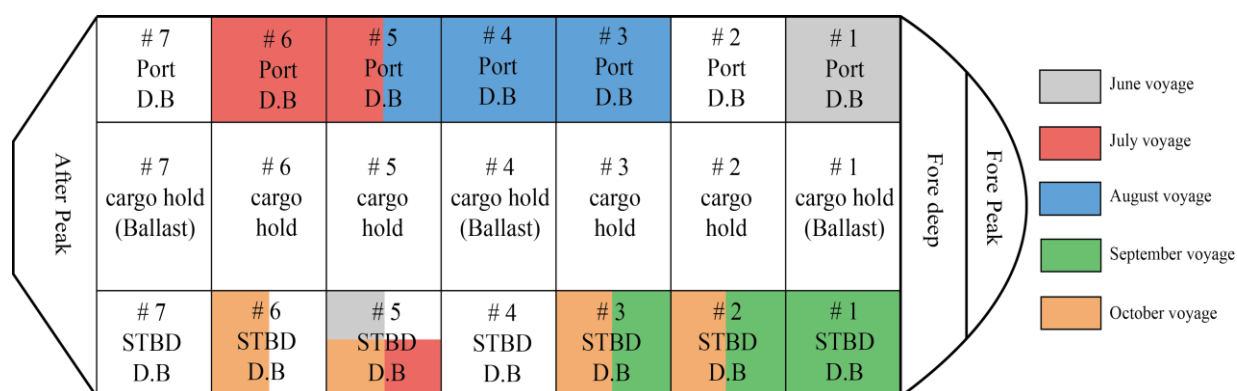 # 7
Port
D.B
# 6
Port
D.B
# 5
Port
D.B
# 4
Port
D.B
# 3
Port
D.B
# 2
Port
D.B
# 1
Port
D.B
After Peak
# 7
cargo hold
(Ballast)
# 6
cargo
hold
# 5
cargo
hold
# 4
cargo hold
(Ballast)
# 3
cargo
hold
# 2
cargo
hold
# 1
cargo hold
(Ballast)
Fore deep
Fore Peak
# 7
STBD
D.B
# 6
STBD
D.B
# 5
STBD
D.B
# 4
STBD
D.B
# 3
STBD
D.B
# 2
STBD
D.B
# 1
STBD
D.B
June voyage
July voyage
August voyage
September voyage
October voyage